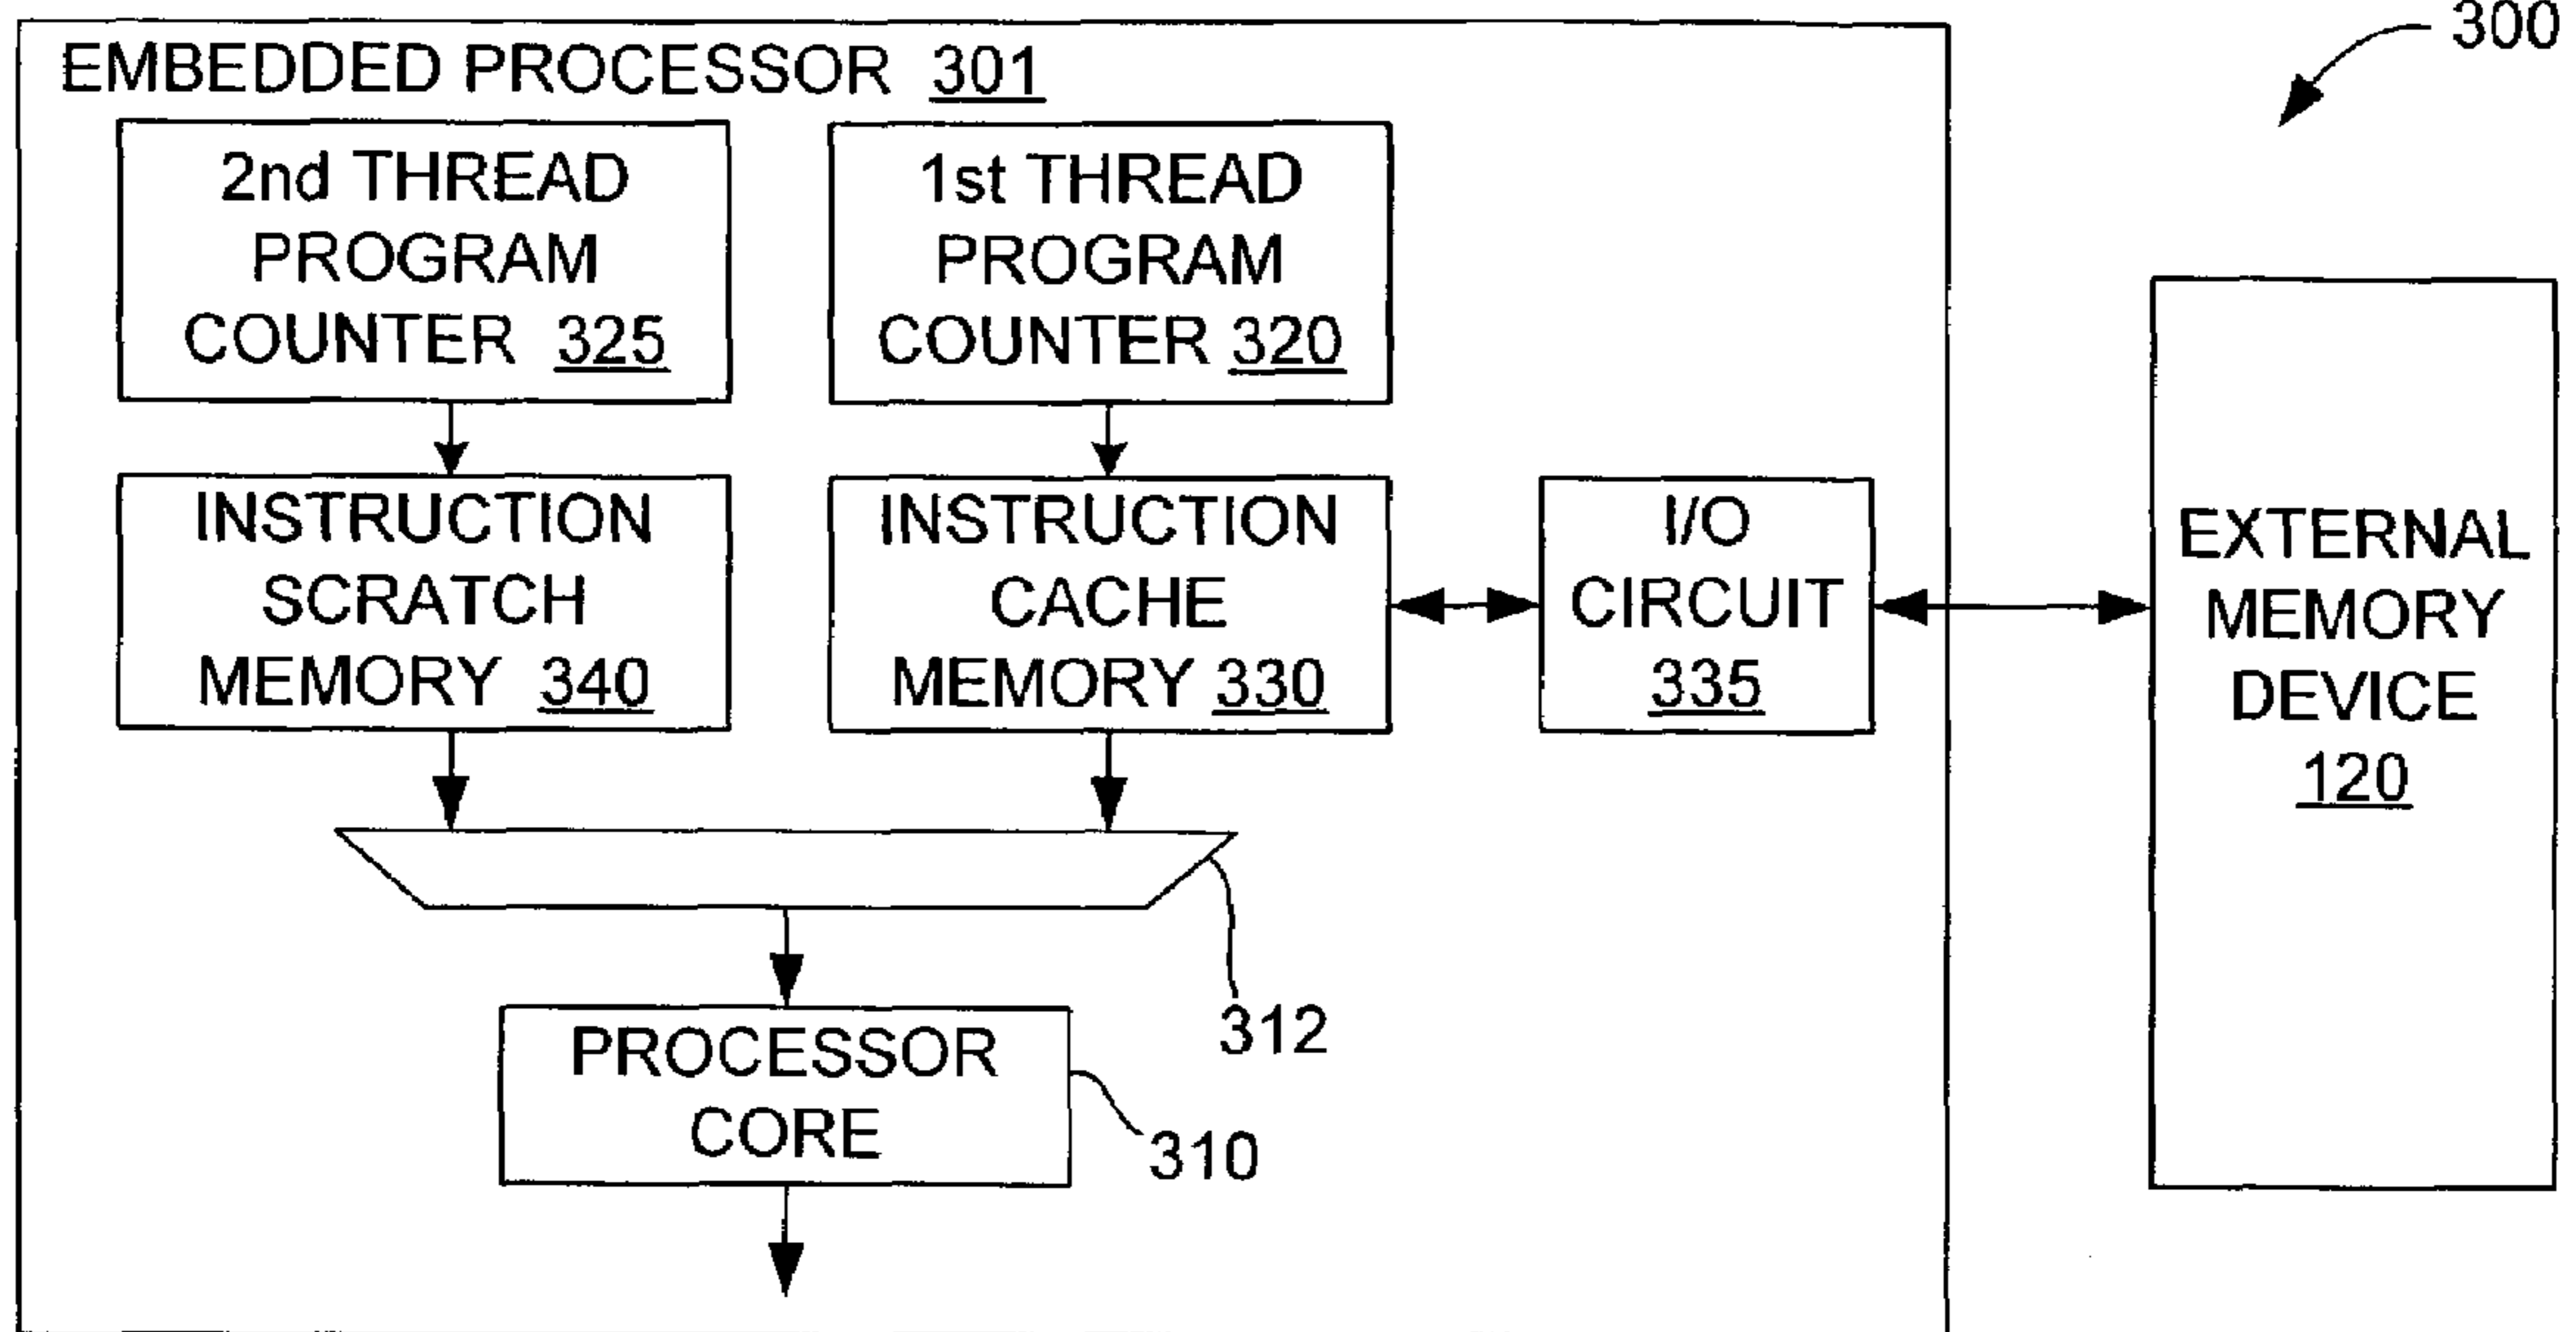 300
EMBEDDED PROCESSOR 301
2nd THREAD
PROGRAM
COUNTER 325
1st THREAD
PROGRAM
COUNTER 320
INSTRUCTION
SCRATCH
MEMORY 340
INSTRUCTION
CACHE
MEMORY 330
I/O
CIRCUIT
335
EXTERNAL
MEMORY
DEVICE
120
312
PROCESSOR
CORE
310